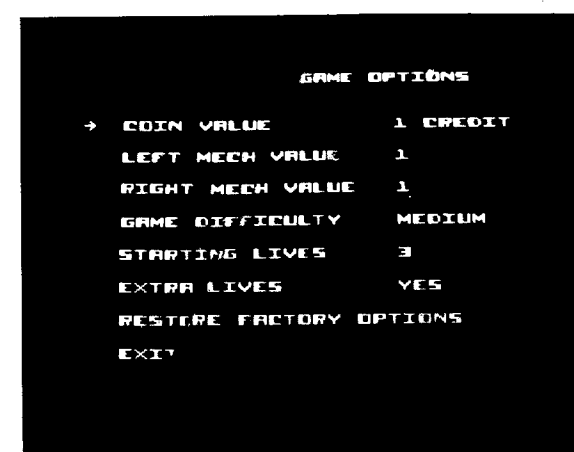 GAME OPTIONS
→ COIN VALUE 1 CREDIT
LEFT MECH VALUE 1
RIGHT MECH VALUE 1
GAME DIFFICULTY MEDIUM
STARTING LIVES 3
EXTRA LIVES YES
RESTORE FACTORY OPTIONS
EXIT